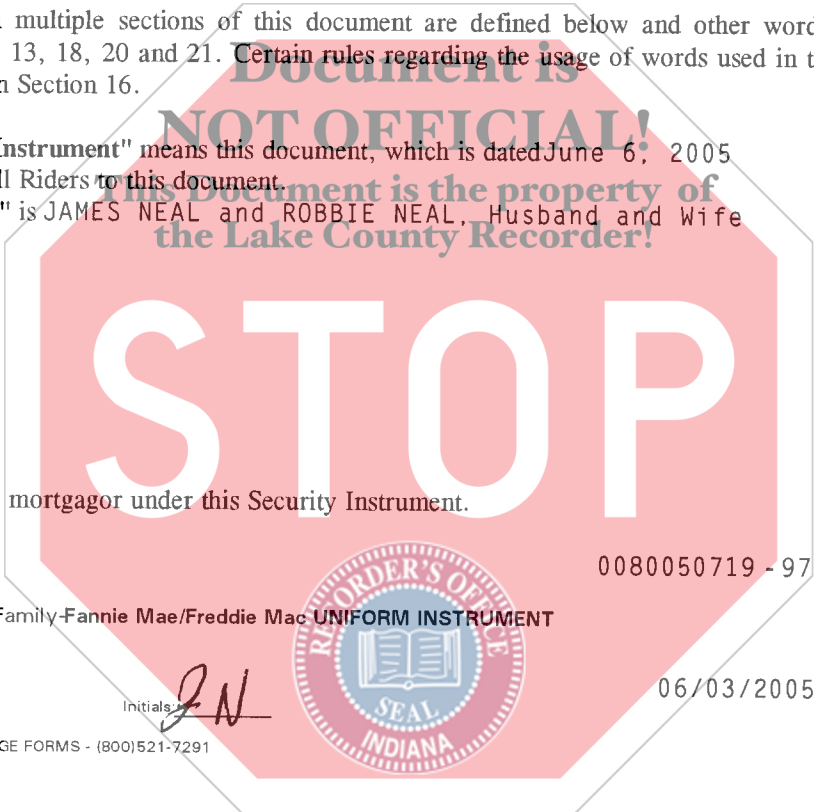 multiple sections of this document are defined below and other word
13, 18, 20 and 21. Certain rules regarding the usage of words used in t
n Section 16.
Document is
NOT OFFICIAL!
This Document is the property of
the Lake County Recorder!
Instrument" means this document, which is dated June 6, 2005
ll Riders to this document.
" is JAMES NEAL and ROBBIE NEAL, Husband and Wife
STOP
mortgagor under this Security Instrument.
0080050719 - 97
Family-Fannie Mae/Freddie Mac UNIFORM INSTRUMENT
RECORDER'S OFFICE
SEAL
INDIANA
Initials: JN
06/03/2005
GE FORMS - (800)521-7291